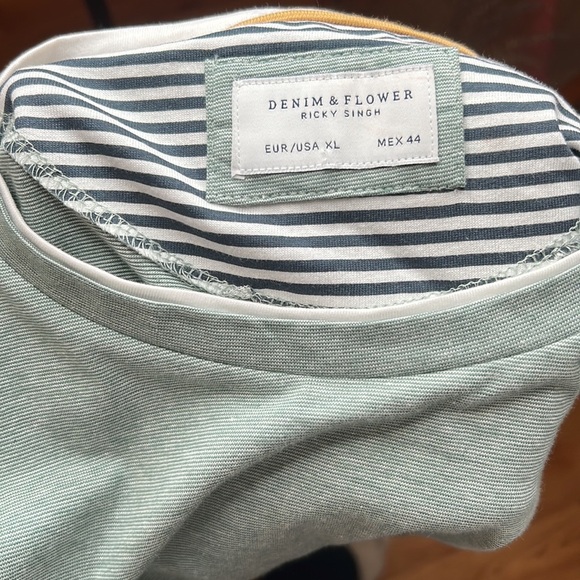 DENIM & FLOWER
RICKY SINGH
EUR/USA XL MEX 44